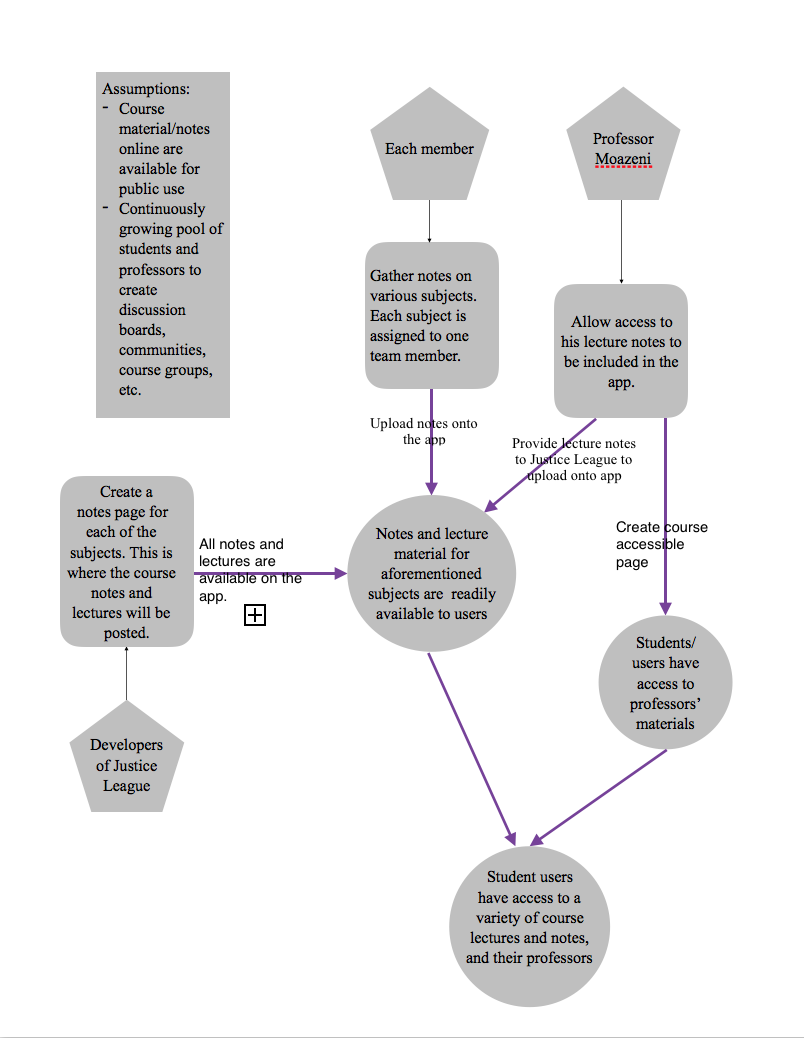 Assumptions:
- Course
material/notes
online are
available for
public use
- Continuously
growing pool of
students and
professors to
create
discussion
boards,
communities,
course groups,
etc.
Each member
Professor
Moazeni
Gather notes on
various subjects.
Each subject is
assigned to one
team member.
Allow access to
his lecture notes to
be included in the
app.
Upload notes onto
the app
Provide lecture notes
to Justice League to
upload onto app
Create a
notes page for
each of the
subjects. This is
where the course
notes and
lectures will be
posted.
All notes and
lectures are
available on the
app.
Notes and lecture
material for
aforementioned
subjects are readily
available to users
Create course
accessible
page
Students/
users have
access to
professors’
materials
Developers
of Justice
League
Student users
have access to a
variety of course
lectures and notes,
and their professors